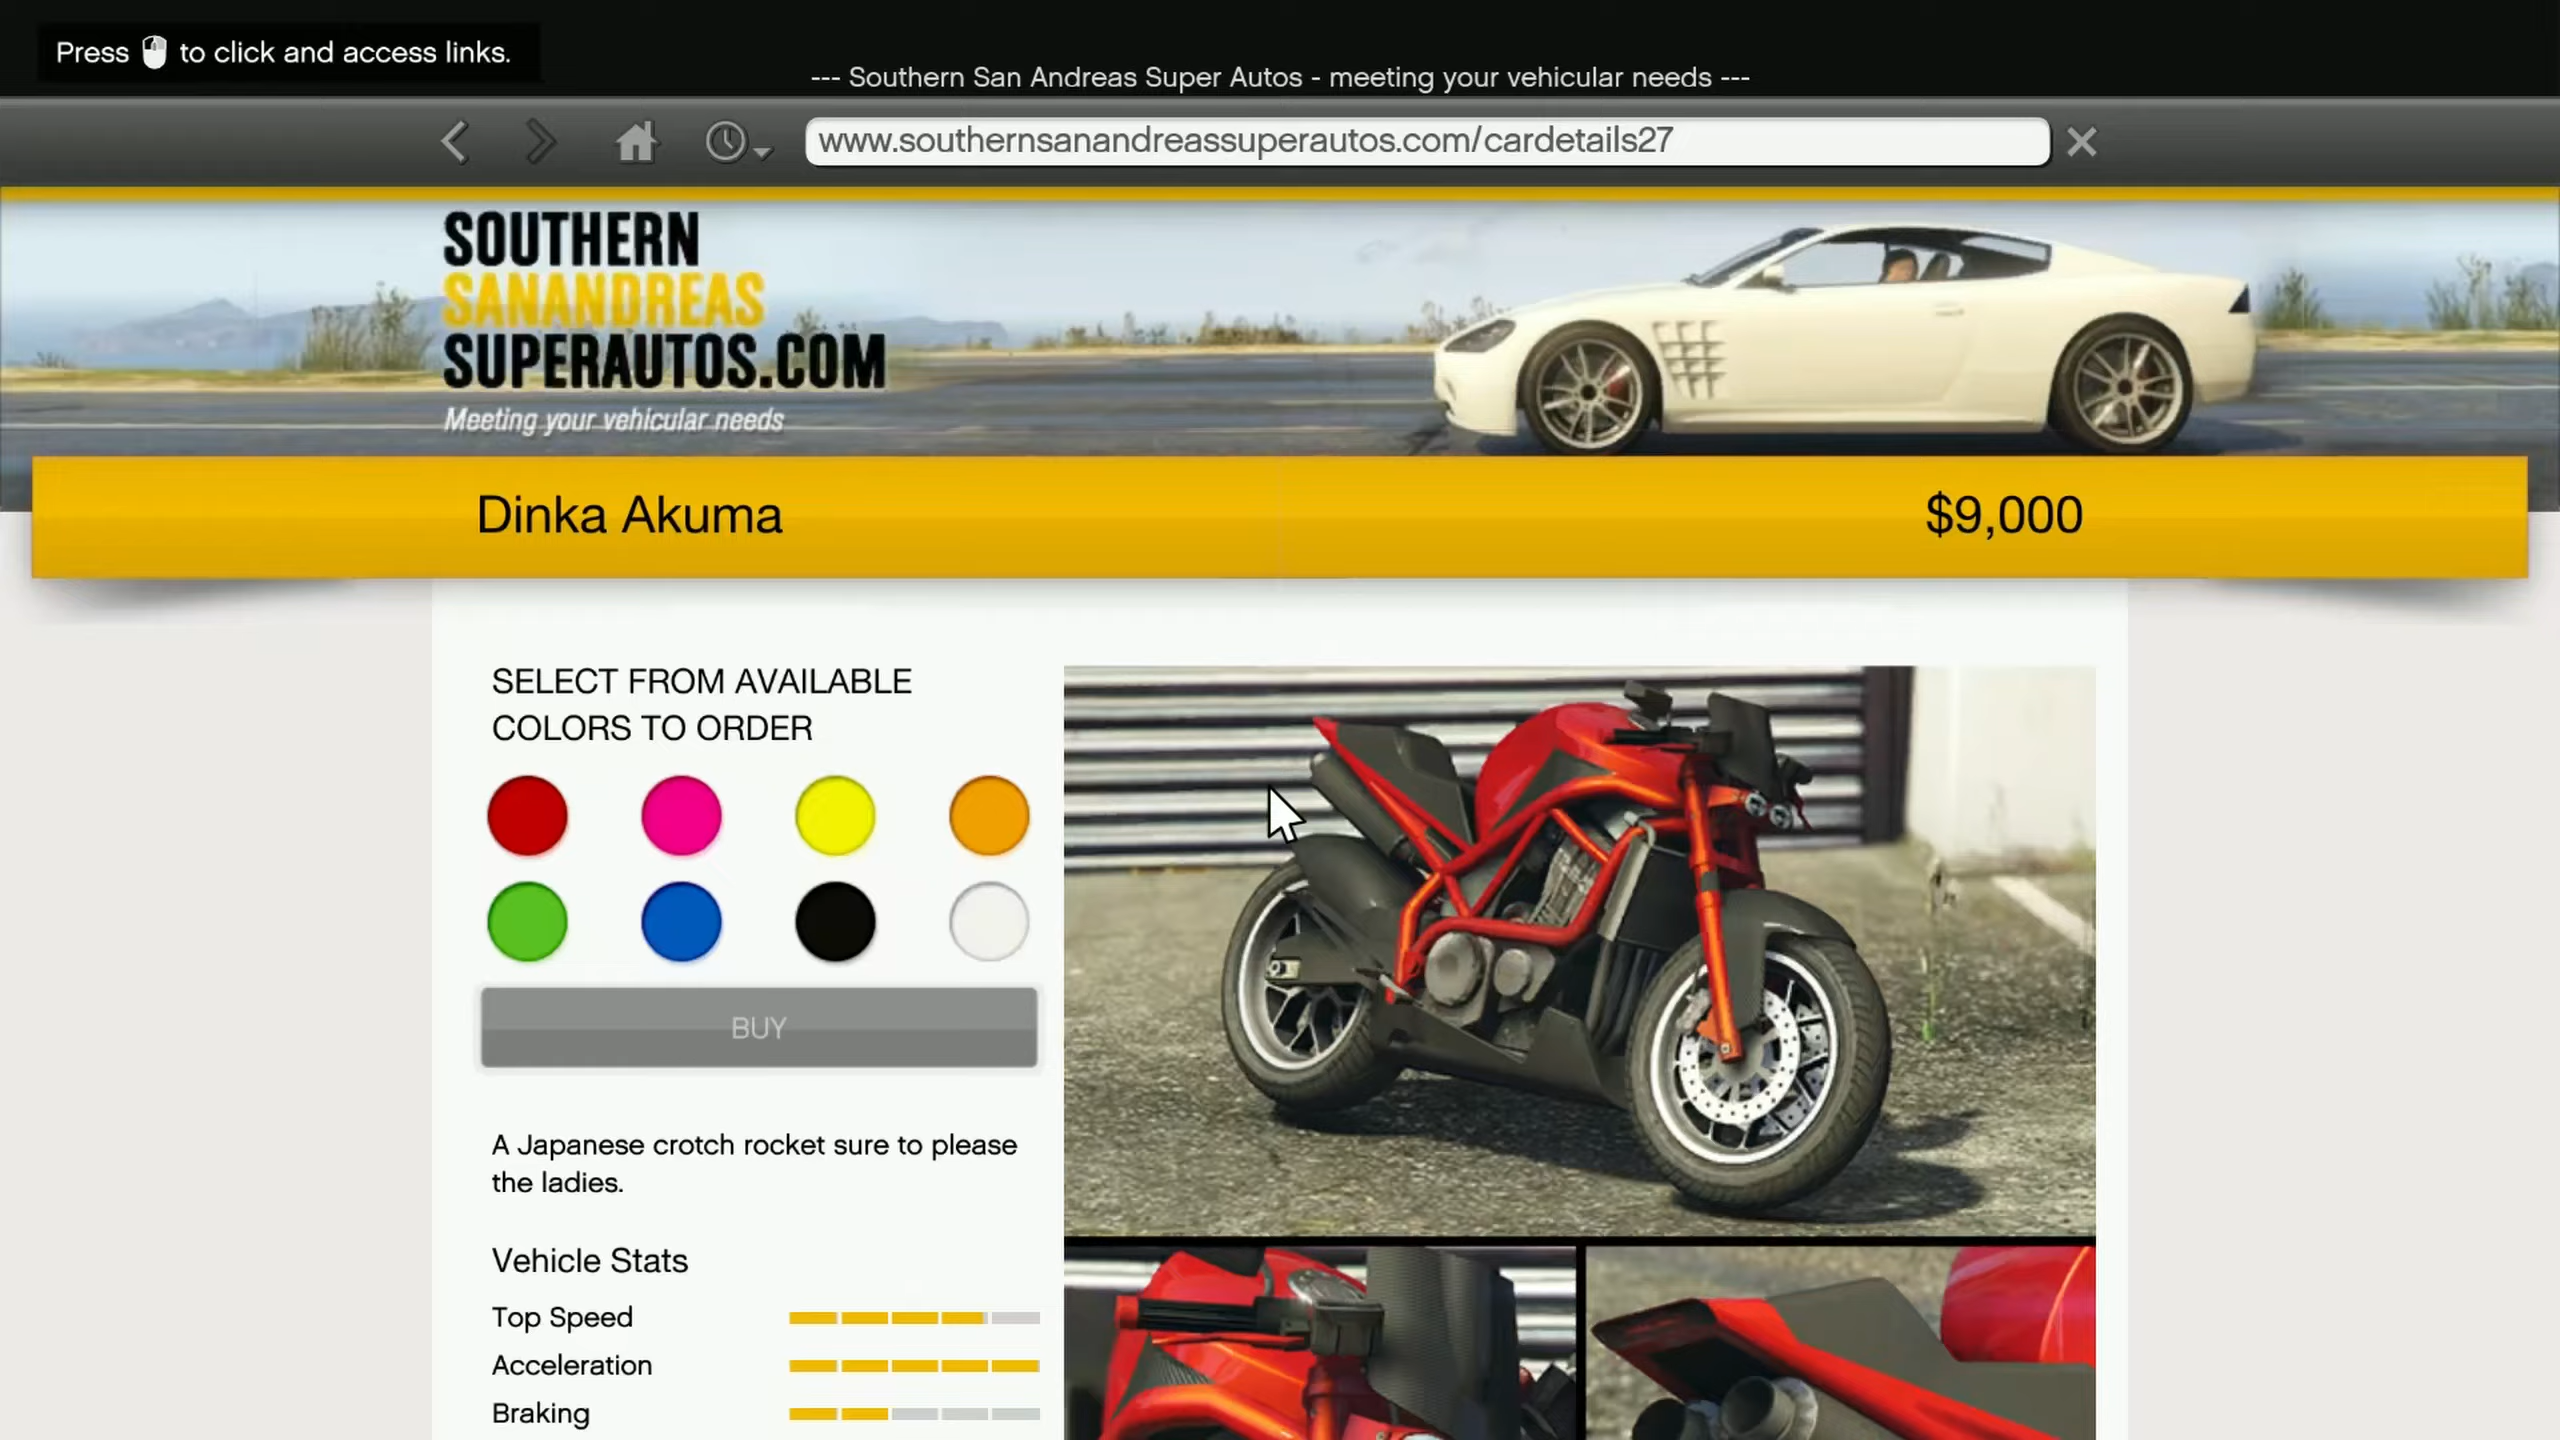 Press to click and access links.
--- Southern San Andreas Super Autos - meeting your vehicular needs ---
www.southernsanandreassuperautos.com/cardetails27
SOUTHERN
SANANDREAS
SUPERAUTOS.COM
Meeting your vehicular needs
Dinka Akuma
$9,000
SELECT FROM AVAILABLE
COLORS TO ORDER
BUY
A Japanese crotch rocket sure to please
the ladies.
Vehicle Stats
Top Speed
Acceleration
Braking